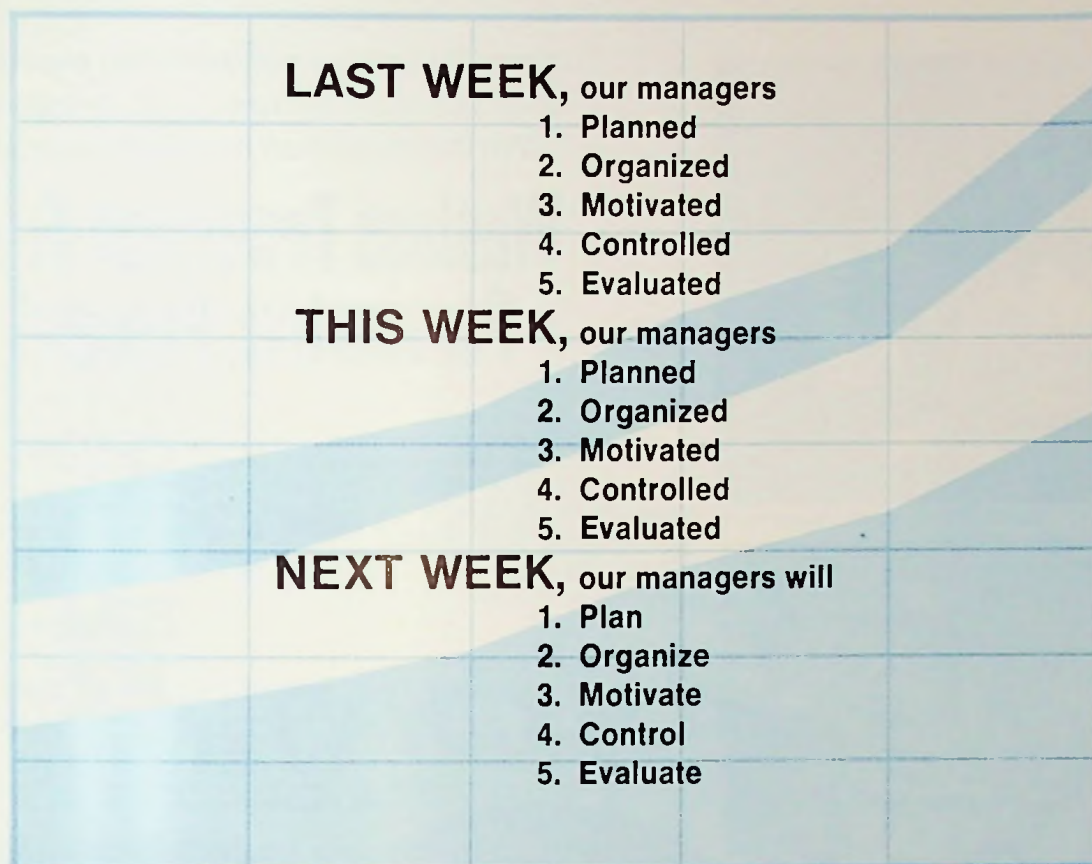 LAST WEEK, our managers
1. Planned
2. Organized
3. Motivated
4. Controlled
5. Evaluated
THIS WEEK, our managers
1. Planned
2. Organized
3. Motivated
4. Controlled
5. Evaluated
NEXT WEEK, our managers will
1. Plan
2. Organize
3. Motivate
4. Control
5. Evaluate